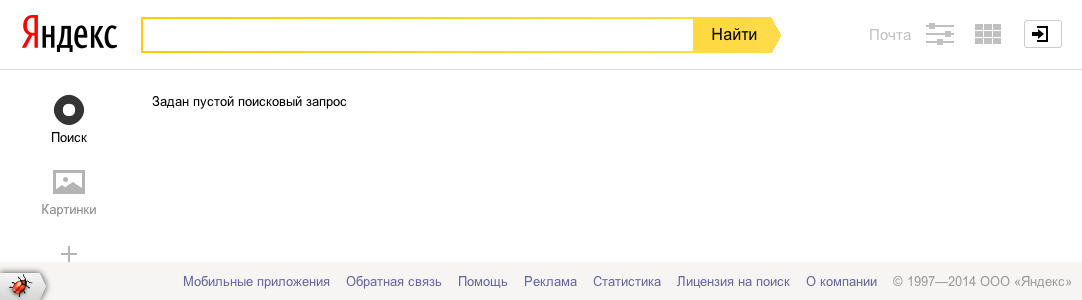 Яндекс
Найти
Почта
Задан пустой поисковый запрос
Поиск
Картинки
Мобильные приложения Обратная связь Помощь Реклама Статистика Лицензия на поиск О компании © 1997—2014 ООО «Яндекс»